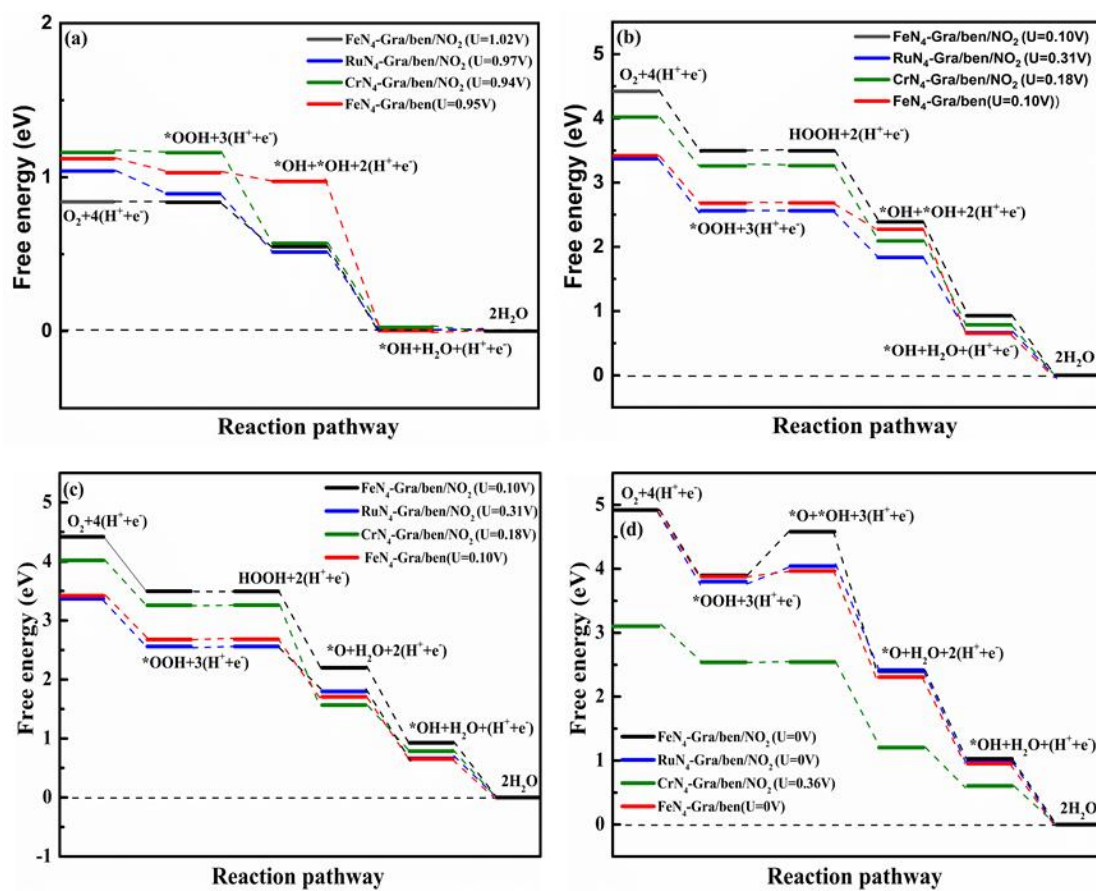 (a)
FeN₄-Gra/ben/NO₂ (U=1.02V)
RuN₄-Gra/ben/NO₂ (U=0.97V)
CrN₄-Gra/ben/NO₂ (U=0.94V)
FeN₄-Gra/ben(U=0.95V)
2
1
0
Free energy (eV)
*OOH+3(H⁺+e⁻)
*OH+*OH+2(H⁺+e⁻)
O₂+4(H⁺+e⁻)
2H₂O
*OH+H₂O+(H⁺+e⁻)
Reaction pathway
(b)
FeN₄-Gra/ben/NO₂ (U=0.10V)
RuN₄-Gra/ben/NO₂ (U=0.31V)
CrN₄-Gra/ben/NO₂ (U=0.18V)
FeN₄-Gra/ben(U=0.10V))
5
4
3
2
1
0
Free energy (eV)
O₂+4(H⁺+e⁻)
HOOH+2(H⁺+e⁻)
*OOH+3(H⁺+e⁻)
*OH+*OH+2(H⁺+e⁻)
*OH+H₂O+(H⁺+e⁻)
2H₂O
Reaction pathway
(c)
FeN₄-Gra/ben/NO₂ (U=0.10V)
RuN₄-Gra/ben/NO₂ (U=0.31V)
CrN₄-Gra/ben/NO₂ (U=0.18V)
FeN₄-Gra/ben(U=0.10V)
5
4
3
2
1
0
-1
Free energy (eV)
O₂+4(H⁺+e⁻)
HOOH+2(H⁺+e⁻)
*OOH+3(H⁺+e⁻)
*O+H₂O+2(H⁺+e⁻)
*OH+H₂O+(H⁺+e⁻)
2H₂O
Reaction pathway
(d)
5
4
3
2
1
0
Free energy (eV)
O₂+4(H⁺+e⁻)
*O+*OH+3(H⁺+e⁻)
*OOH+3(H⁺+e⁻)
*O+H₂O+2(H⁺+e⁻)
*OH+H₂O+(H⁺+e⁻)
2H₂O
FeN₄-Gra/ben/NO₂ (U=0V)
RuN₄-Gra/ben/NO₂ (U=0V)
CrN₄-Gra/ben/NO₂ (U=0.36V)
FeN₄-Gra/ben(U=0V)
Reaction pathway